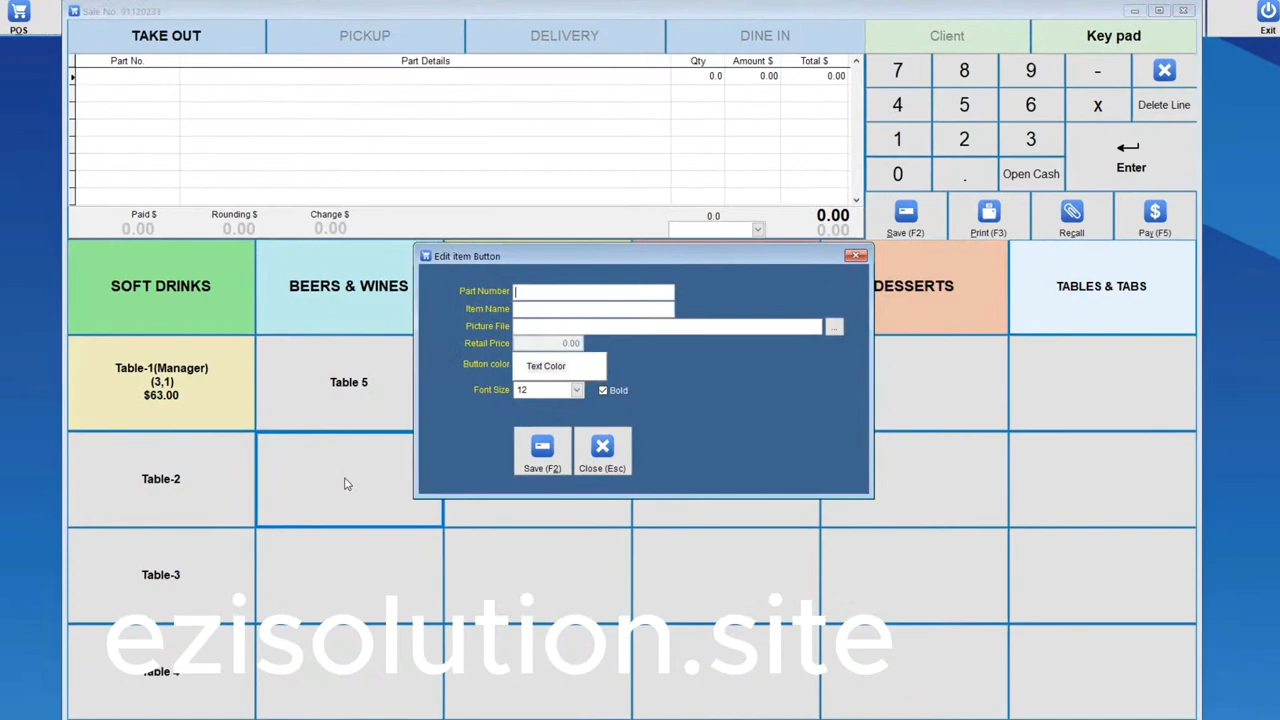 POS
Sale No. 01120233
Exit
TAKE OUT
PICKUP
DELIVERY
DINE IN
Client
Key pad
Part No.
Part Details
Qty
Amount $
Total $
0.0
0.00
0.00
7
8
9
-
4
5
6
x
Delete Line
1
2
3
Enter
0
.
Open Cash
Paid $
Rounding $
Change $
0.00
0.00
0.00
0.0
0.00
0.00
Save (F2)
Print (F3)
Recall
Pay (F5)
SOFT DRINKS
BEERS & WINES
DESSERTS
TABLES & TABS
Edit item Button
Part Number
Item Name
Picture File
...
Retail Price
0.00
Button color
Text Color
Font Size
12
Bold
Save (F2)
Close (Esc)
Table-1(Manager)
(3,1)
$63.00
Table 5
Table-2
Table-3
Table 4
ezisolution.site